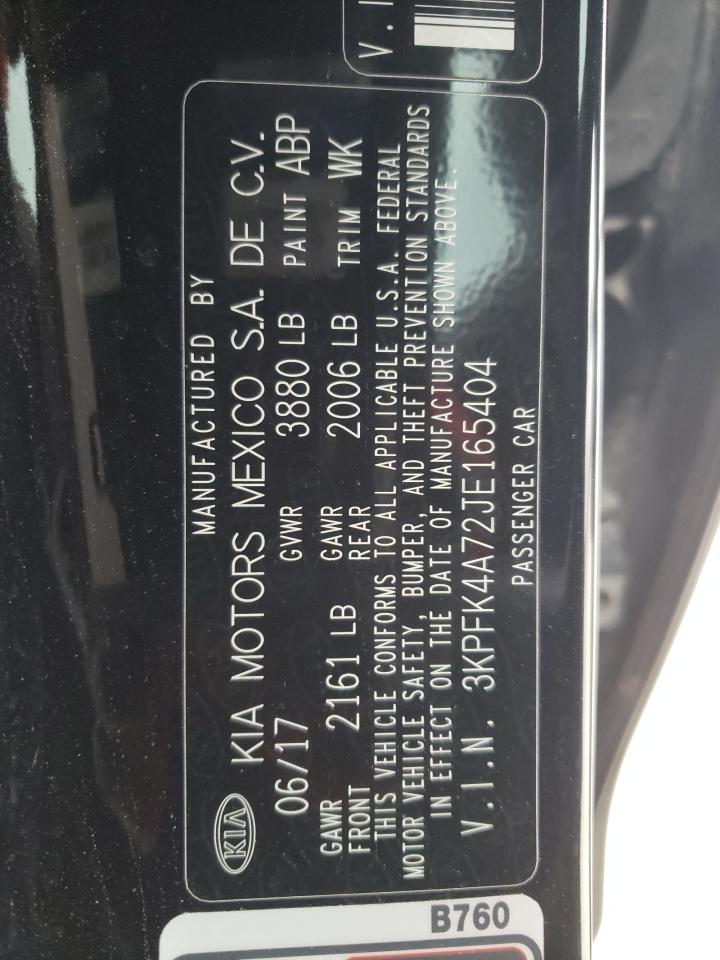 V.I
MANUFACTURED BY
KIA KIA MOTORS MEXICO S.A. DE C.V.
06/17 GVWR 3880 LB PAINT ABP
GAWR FRONT 2161 LB GAWR REAR 2006 LB TRIM WK
THIS VEHICLE CONFORMS TO ALL APPLICABLE U.S.A. FEDERAL
MOTOR VEHICLE SAFETY, BUMPER, AND THEFT PREVENTION STANDARDS
IN EFFECT ON THE DATE OF MANUFACTURE SHOWN ABOVE.
V.I.N. 3KPFK4A72JE165404
PASSENGER CAR
B760